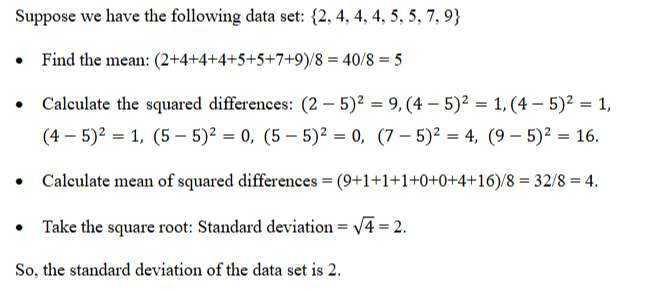 Suppose we have the following data set: {2, 4, 4, 4, 5, 5, 7, 9}
• Find the mean: (2+4+4+4+5+5+7+9)/8 = 40/8 = 5
• Calculate the squared differences: (2 – 5)² = 9, (4 – 5)² = 1, (4 – 5)² = 1,
(4 – 5)² = 1, (5 – 5)² = 0, (5 – 5)² = 0, (7 – 5)² = 4, (9 – 5)² = 16.
• Calculate mean of squared differences = (9+1+1+1+0+0+4+16)/8 = 32/8 = 4.
• Take the square root: Standard deviation = √4 = 2.
So, the standard deviation of the data set is 2.